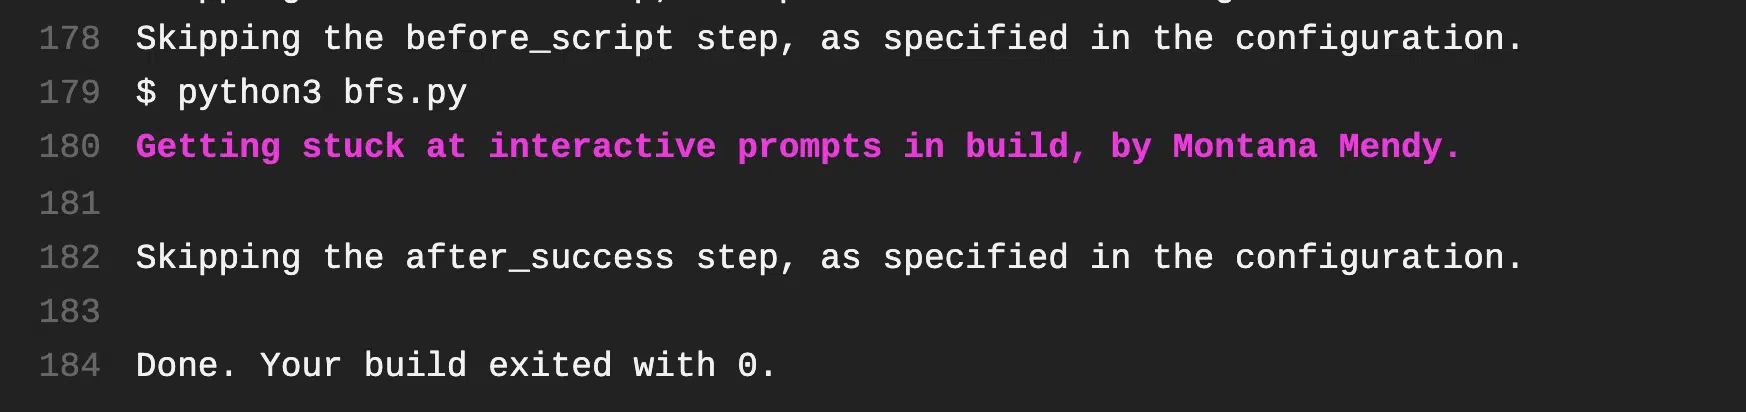 178 Skipping the before_script step, as specified in the configuration.
179 $ python3 bfs.py
180 Getting stuck at interactive prompts in build, by Montana Mendy.
181
182 Skipping the after_success step, as specified in the configuration.
183
184 Done. Your build exited with 0.